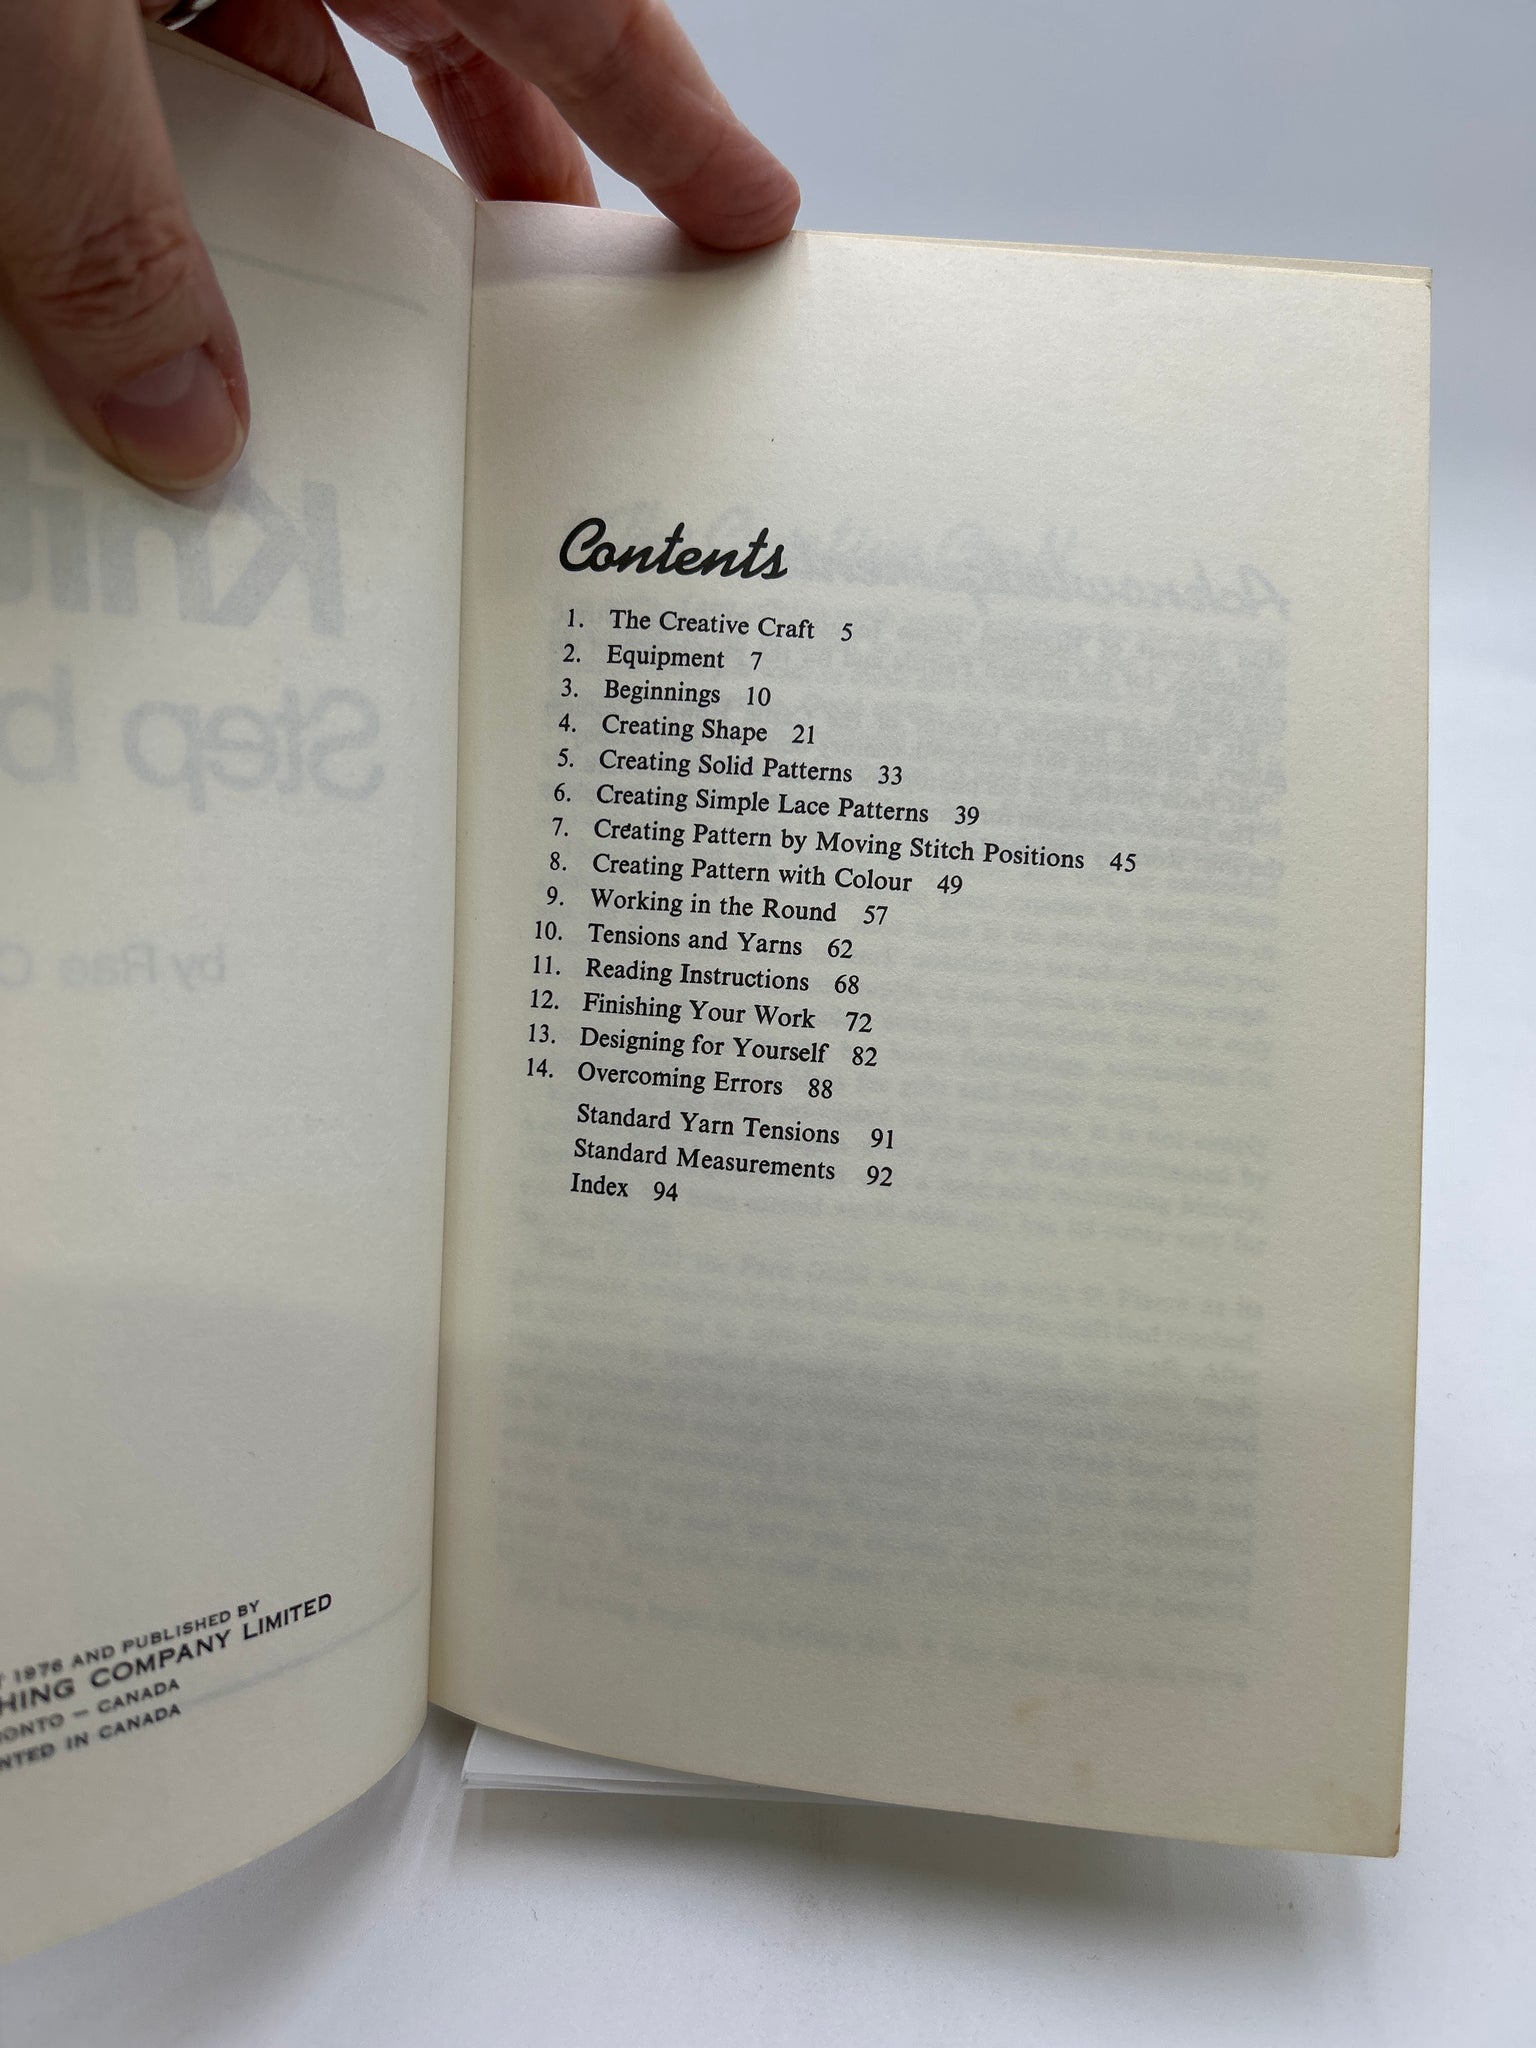 T 1976 AND PUBLISHED BY
HING COMPANY LIMITED
ONTO – CANADA
NTED IN CANADA
Contents
1. The Creative Craft 5
2. Equipment 7
3. Beginnings 10
4. Creating Shape 21
5. Creating Solid Patterns 33
6. Creating Simple Lace Patterns 39
7. Creating Pattern by Moving Stitch Positions 45
8. Creating Pattern with Colour 49
9. Working in the Round 57
10. Tensions and Yarns 62
11. Reading Instructions 68
12. Finishing Your Work 72
13. Designing for Yourself 82
14. Overcoming Errors 88
Standard Yarn Tensions 91
Standard Measurements 92
Index 94